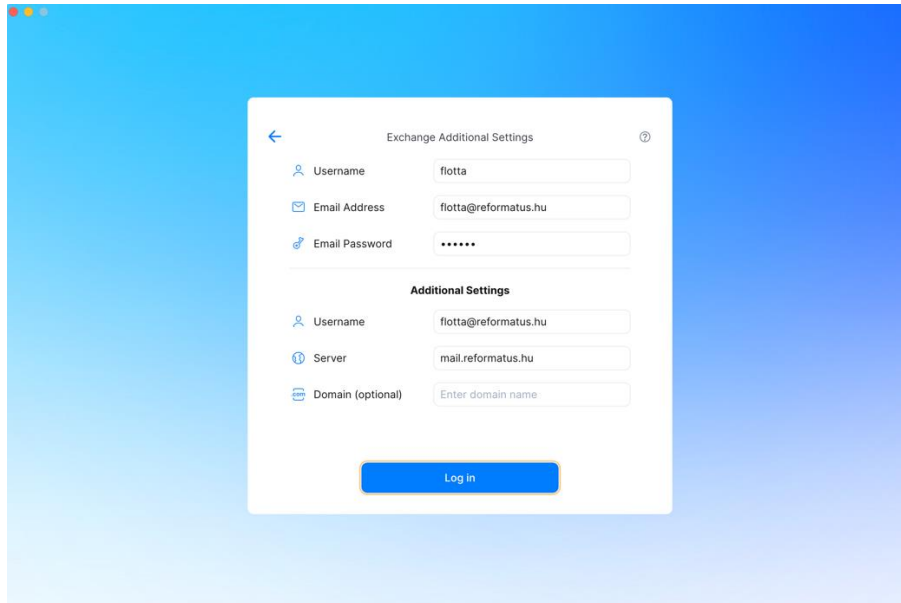 Exchange Additional Settings
Username flotta
Email Address flotta@reformatus.hu
Email Password ••••••
Additional Settings
Username flotta@reformatus.hu
Server mail.reformatus.hu
.com Domain (optional) Enter domain name
Log in